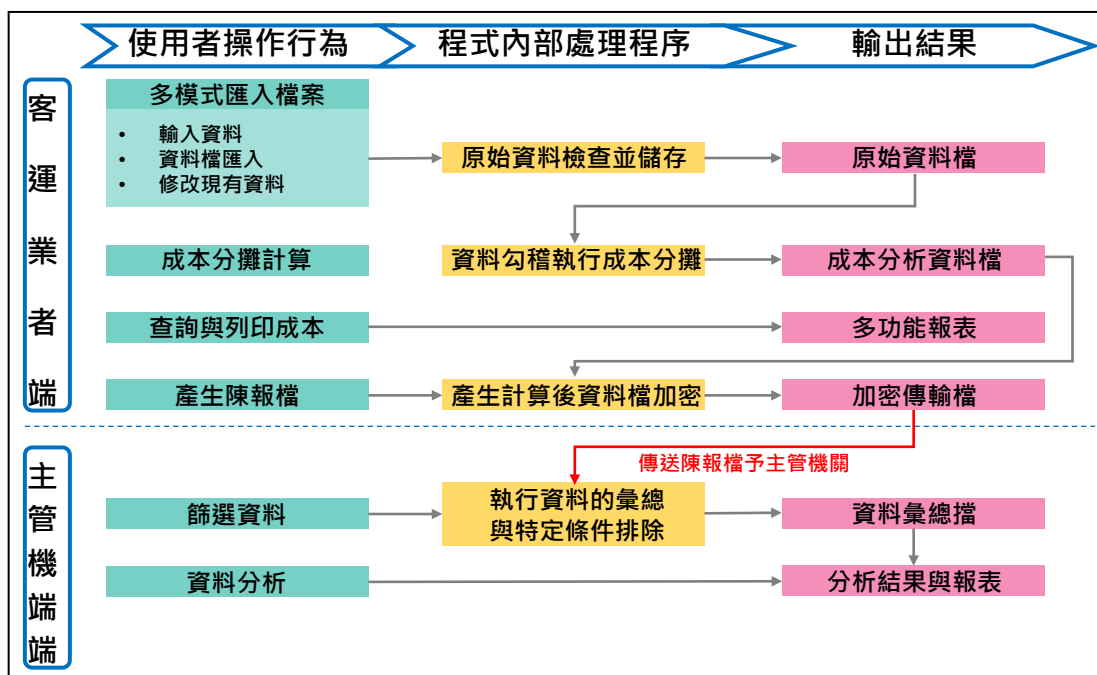 使用者操作行為
程式內部處理程序
輸出結果
客運業者端
多模式匯入檔案
• 輸入資料
• 資料檔匯入
• 修改現有資料
原始資料檢查並儲存
原始資料檔
成本分攤計算
資料勾稽執行成本分攤
成本分析資料檔
查詢與列印成本
多功能報表
產生陳報檔
產生計算後資料檔加密
加密傳輸檔
傳送陳報檔予主管機關
主管機端端
篩選資料
執行資料的彙總
與特定條件排除
資料彙總擋
資料分析
分析結果與報表